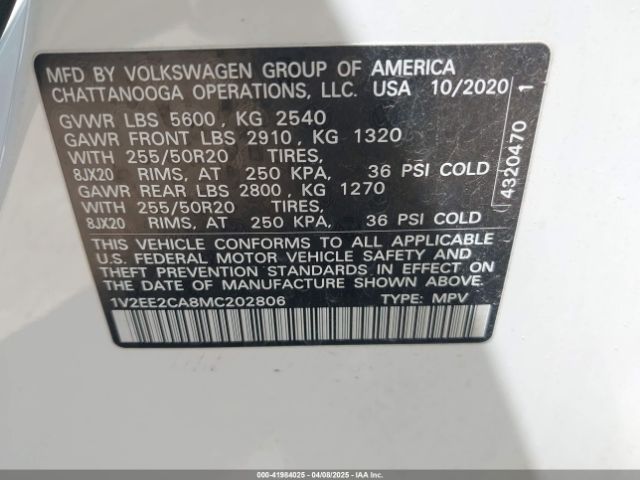 MFD BY VOLKSWAGEN GROUP OF AMERICA
CHATTANOOGA OPERATIONS, LLC. USA 10/2020
GVWR LBS 5600, KG 2540
GAWR FRONT LBS 2910, KG 1320
WITH 255/50R20 TIRES,
8JX20 RIMS, AT 250 KPA, 36 PSI COLD
GAWR REAR LBS 2800, KG 1270
WITH 255/50R20 TIRES,
8JX20 RIMS, AT 250 KPA, 36 PSI COLD
THIS VEHICLE CONFORMS TO ALL APPLICABLE
U.S. FEDERAL MOTOR VEHICLE SAFETY AND
THEFT PREVENTION STANDARDS IN EFFECT ON
THE DATE OF MANUFACTURE SHOWN ABOVE.
1V2EE2CA8MC202806 TYPE: MPV
4320470 1
000-41984025 - 04/08/2025 - IAAI.COM